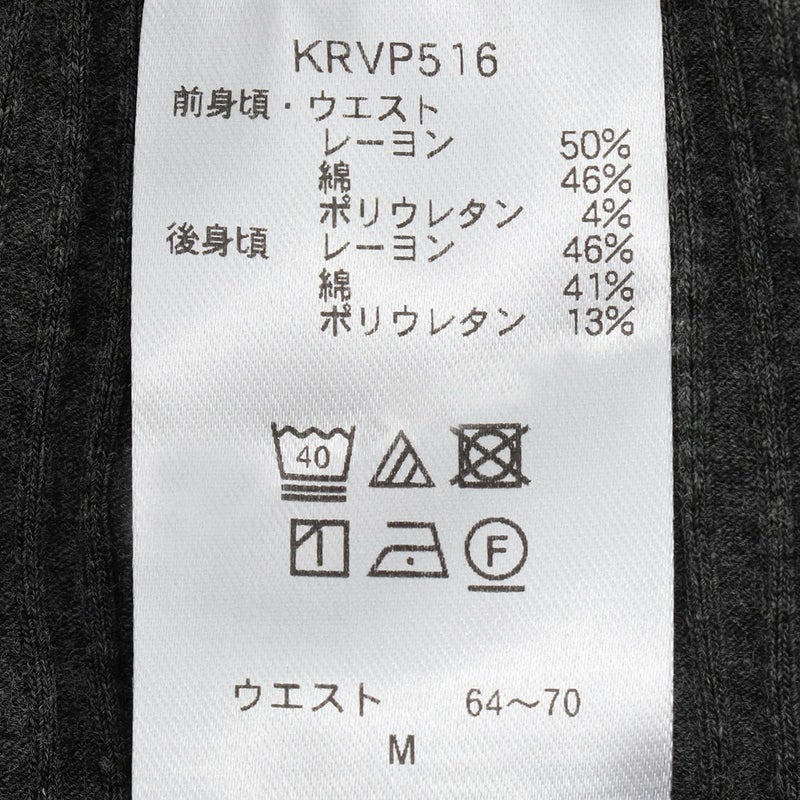 KRVP516
前身頃・ウエスト
レーヨン 50%
綿 46%
ポリウレタン 4%
後身頃 レーヨン 46%
綿 41%
ポリウレタン 13%
40
F
ウエスト 64〜70
M